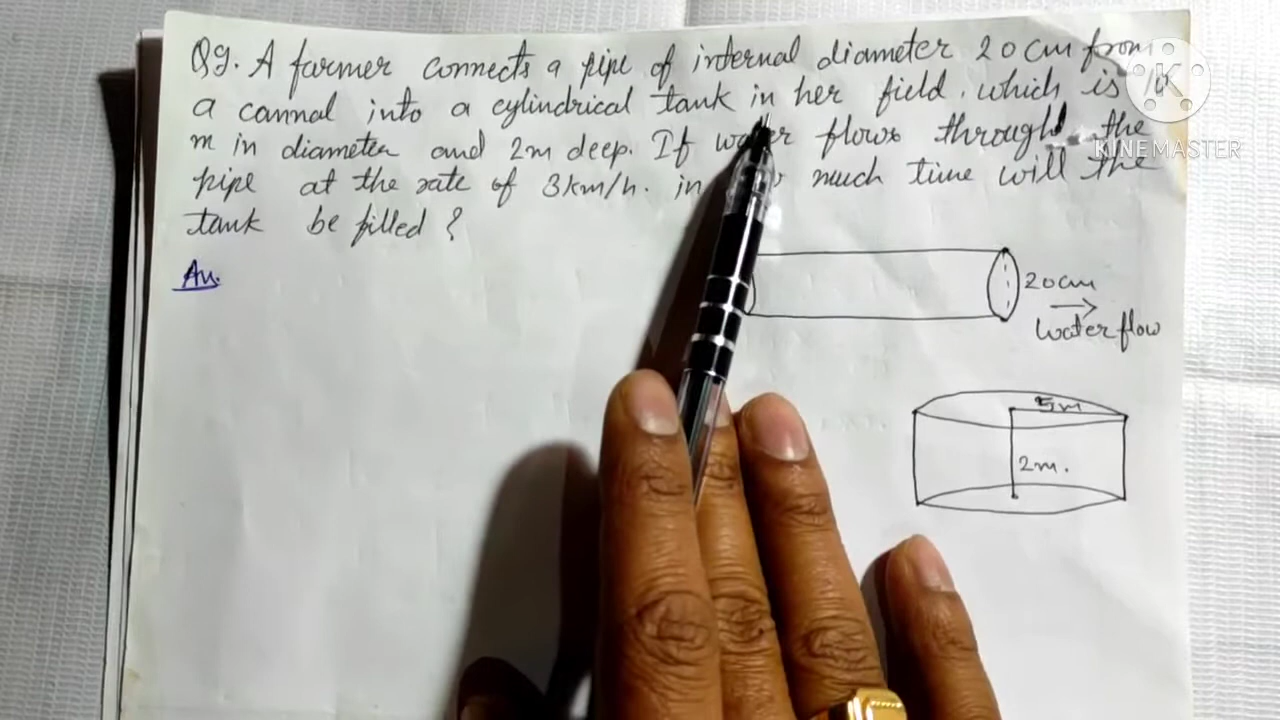 Q9. A farmer connects a pipe of internal diameter 20 cm from
a cannal into a cylindrical tank in her field. which is 10
m in diameter and 2m deep. If water flows through the
pipe at the rate of 3km/h. in much time will the
tank be filled ?
An.
20cm
Water flow
5m
2m.
K
KINEMASTER